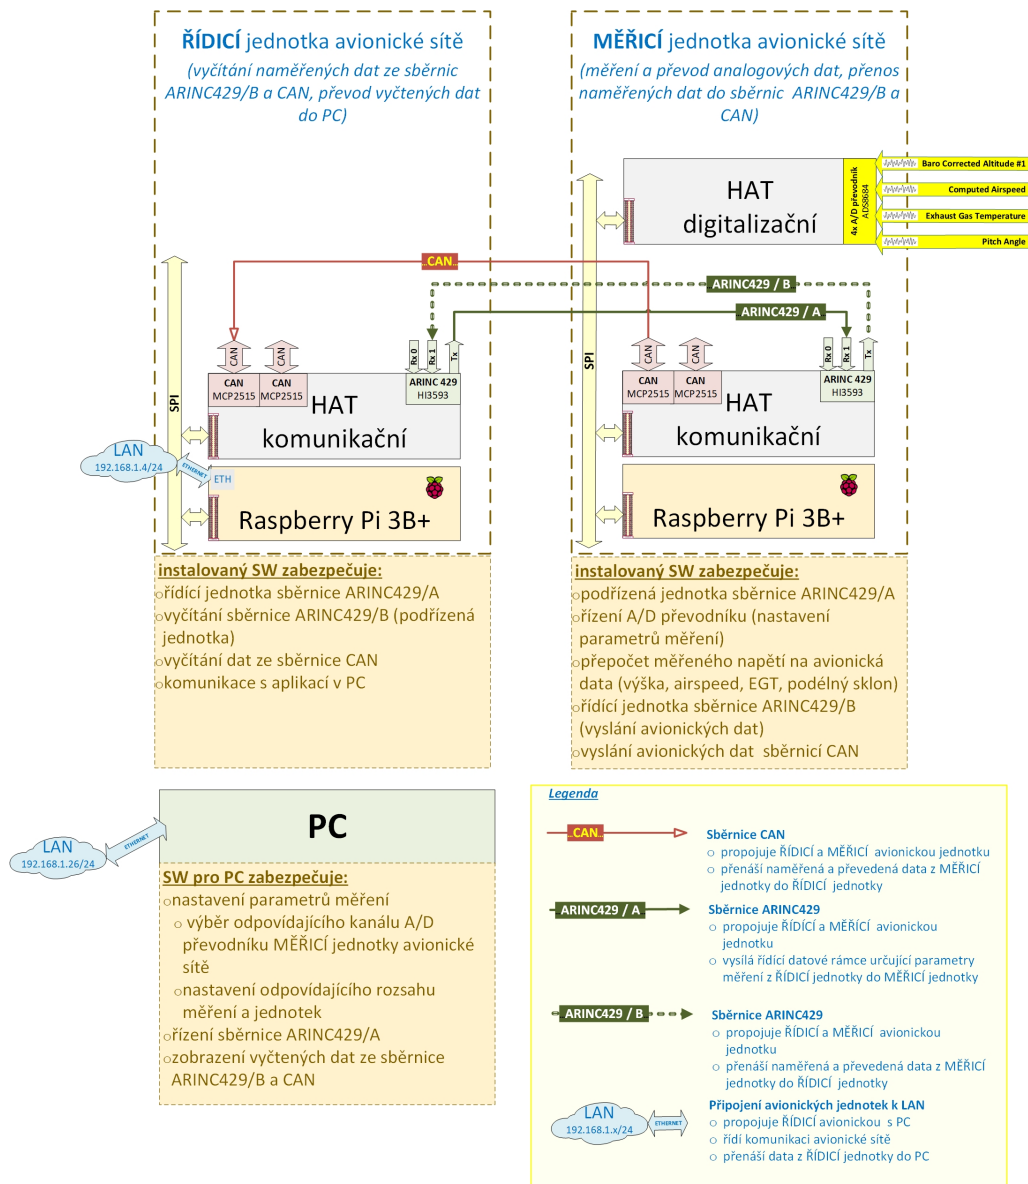 ŘÍDICÍ jednotka avionické sítě
(vyčítání naměřených dat ze sběrnic
ARINC429/B a CAN, převod vyčtených dat
do PC)
MĚŘICÍ jednotka avionické sítě
(měření a převod analogových dat, přenos
naměřených dat do sběrnic ARINC429/B a
CAN)
HAT
digitalizační
4x A/D převodník
ADS8684
Baro Corrected Altitude #1
Computed Airspeed
Exhaust Gas Temperature
Pitch Angle
CAN
ARINC429 / B
ARINC429 / A
SPI
CAN
CAN
Rx 0
Rx 1
Tx
CAN
MCP2515
CAN
MCP2515
ARINC 429
HI3593
HAT
komunikační
LAN
192.168.1.4/24
ETHERNET
ETH
Raspberry Pi 3B+
SPI
CAN
CAN
Rx 0
Rx 1
Tx
CAN
MCP2515
CAN
MCP2515
ARINC 429
HI3593
HAT
komunikační
Raspberry Pi 3B+
instalovaný SW zabezpečuje:
○řídící jednotka sběrnice ARINC429/A
○vyčítání sběrnice ARINC429/B (podřízená
jednotka)
○vyčítání dat ze sběrnice CAN
○komunikace s aplikací v PC
instalovaný SW zabezpečuje:
○podřízená jednotka sběrnice ARINC429/A
○řízení A/D převodníku (nastavení
parametrů měření)
○přepočet měřeného napětí na avionická
data (výška, airspeed, EGT, podélný sklon)
○řídící jednotka sběrnice ARINC429/B
(vyslání avionických dat)
○vyslání avionických dat sběrnicí CAN
PC
LAN
192.168.1.26/24
ETHERNET
SW pro PC zabezpečuje:
○nastavení parametrů měření
○ výběr odpovídajícího kanálu A/D
převodníku MĚŘICÍ jednotky avionické
sítě
○nastavení odpovídajícího rozsahu
měření a jednotek
○řízení sběrnice ARINC429/A
○zobrazení vyčtených dat ze sběrnice
ARINC429/B a CAN
Legenda
CAN
Sběrnice CAN
○ propojuje ŘÍDICÍ a MĚŘICÍ avionickou jednotku
○ přenáší naměřená a převedená data z MĚŘICÍ
jednotky do ŘÍDICÍ jednotky
ARINC429 / A
Sběrnice ARINC429
○ propojuje ŘÍDÍCÍ a MĚŘÍCÍ avionickou
jednotku
○ vysílá řídící datové rámce určující parametry
měření z ŘÍDICÍ jednotky do MĚŘICÍ jednotky
ARINC429 / B
Sběrnice ARINC429
○ propojuje ŘÍDICÍ a MĚŘICÍ avionickou
jednotku
○ přenáší naměřená a převedená data z MĚŘICÍ
jednotky do ŘÍDICÍ jednotky
LAN
192.168.1.x/24
ETHERNET
Připojení avionických jednotek k LAN
○ propojuje ŘÍDICÍ avionickou s PC
○ řídí komunikaci avionické sítě
○ přenáší data z ŘÍDICÍ jednotky do PC